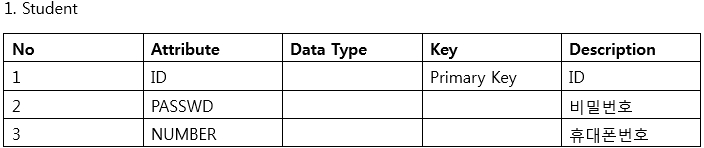 1. Student
No Attribute Data Type Key Description
1 ID Primary Key ID
2 PASSWD 비밀번호
3 NUMBER 휴대폰번호